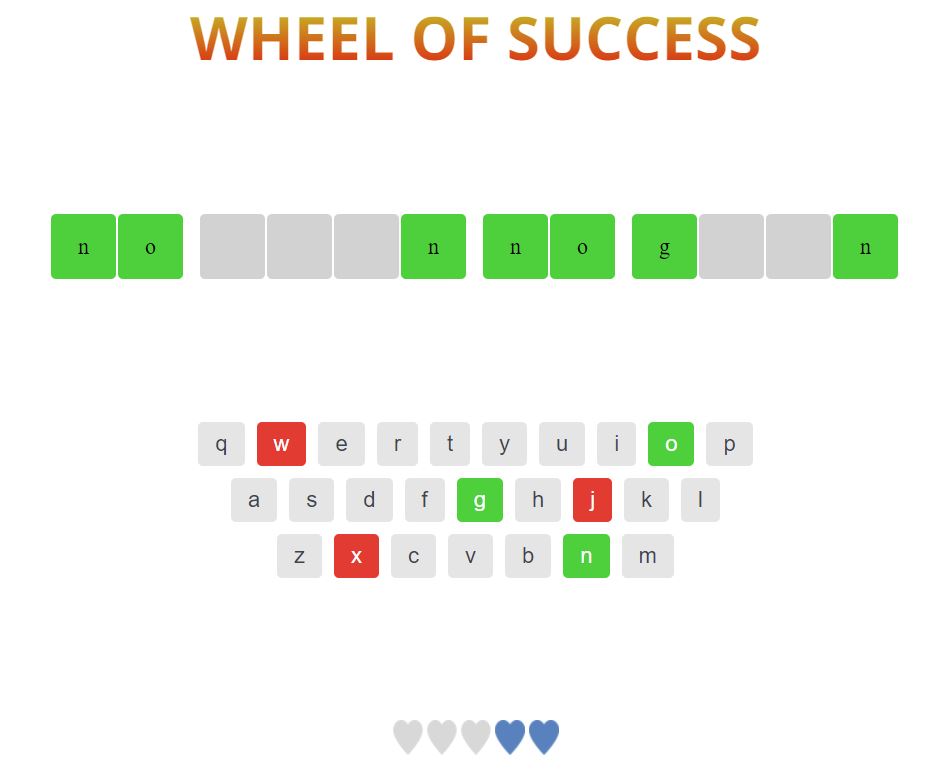 WHEEL OF SUCCESS
n o n n o g n
q w e r t y u i o p
a s d f g h j k l
z x c v b n m